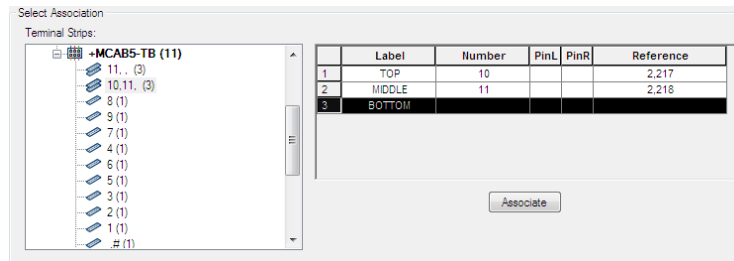 Select Association
Terminal Strips:
+MCAB5-TB (11)
11, , (3)
10,11, (3)
8 (1)
9 (1)
7 (1)
4 (1)
6 (1)
5 (1)
3 (1)
2 (1)
1 (1)
,# (1)
Label Number PinL PinR Reference
1 TOP 10 2,217
2 MIDDLE 11 2,218
3 BOTTOM
Associate